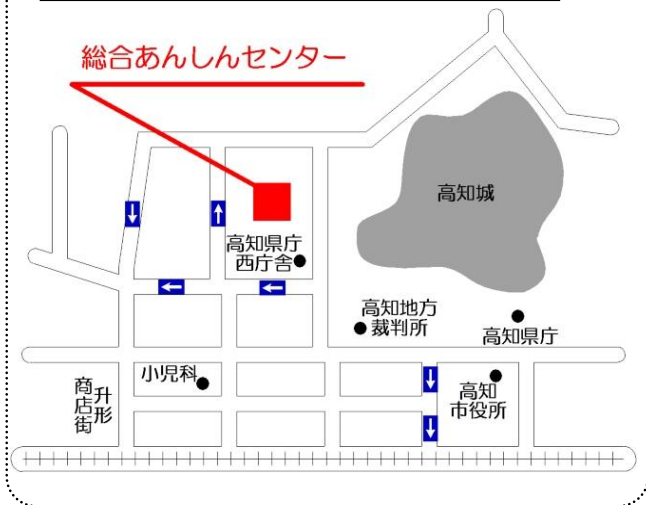 総合あんしんセンター
高知城
高知県庁
西庁舎
高知地方
裁判所
高知県庁
小児科
升形
商店街
高知
市役所